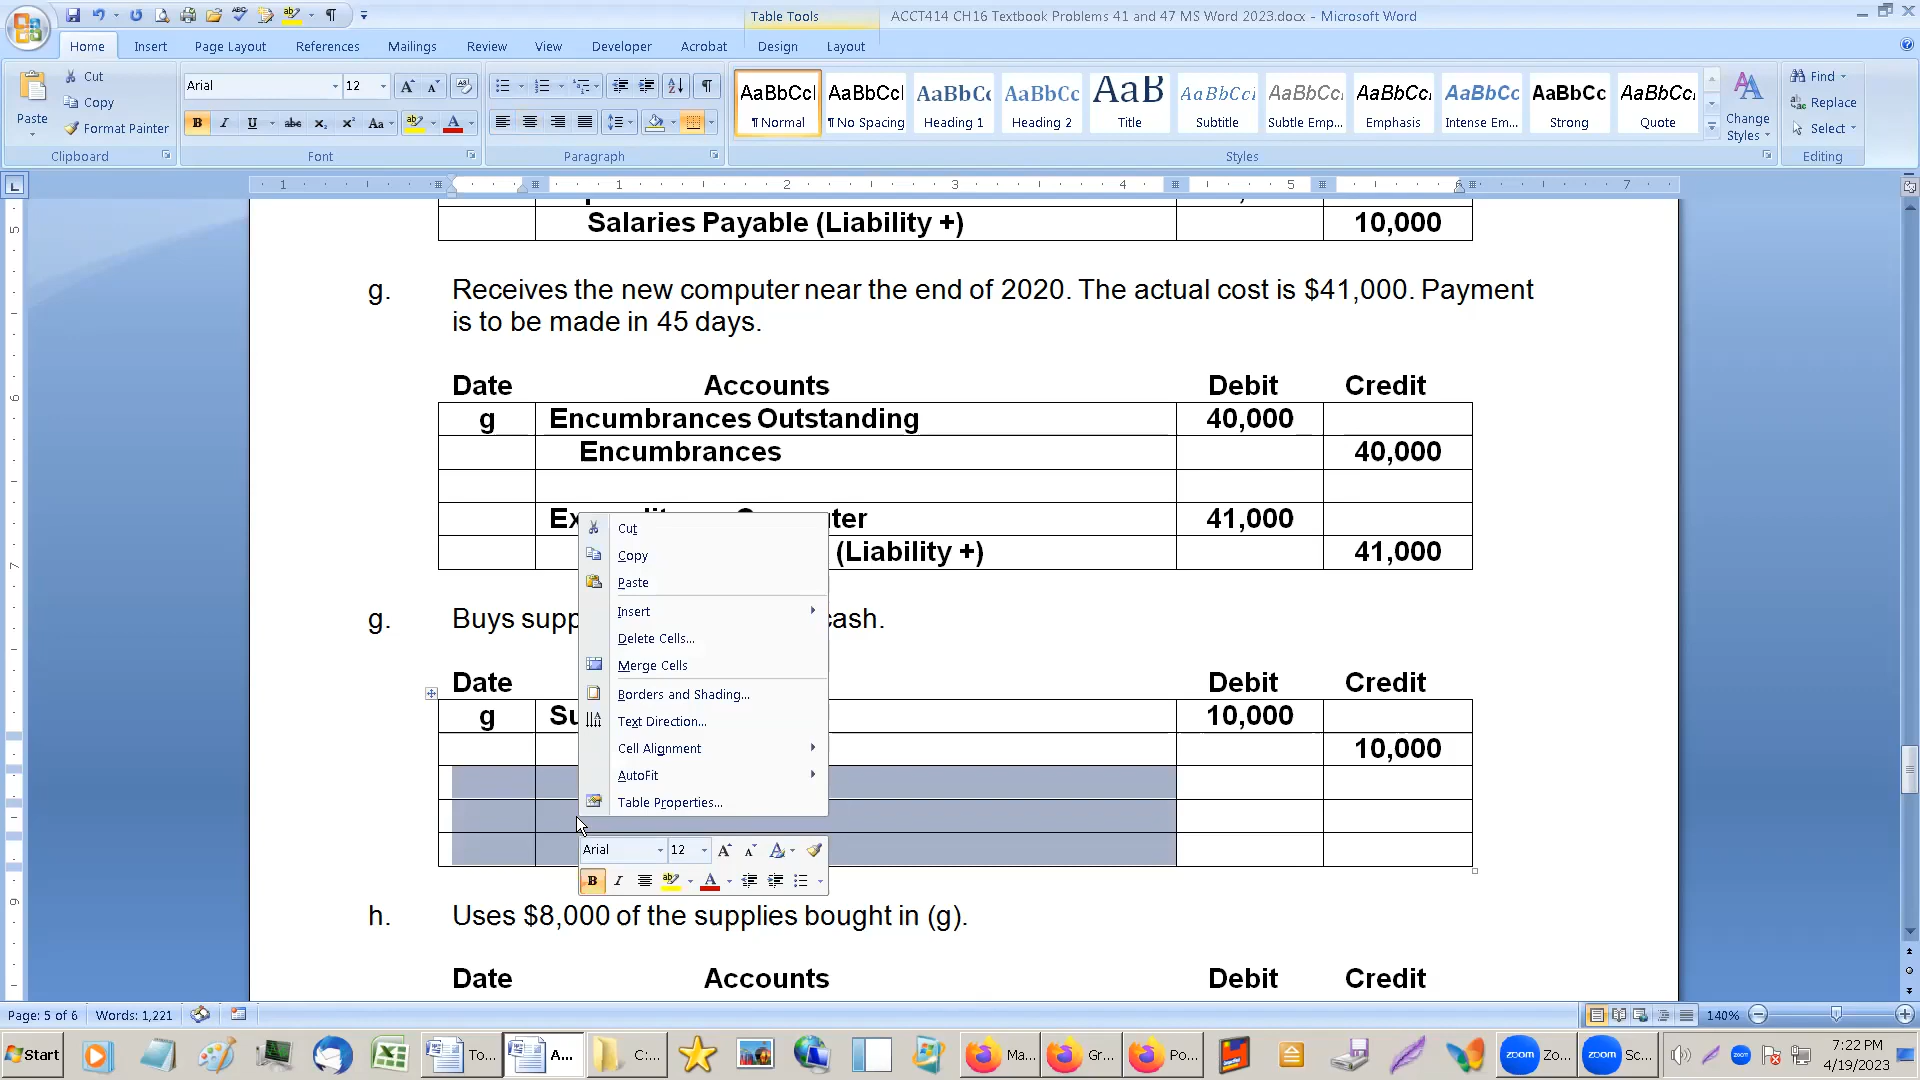 Table Tools
ACCT414 CH16 Textbook Problems 41 and 47 MS Word 2023.docx - Microsoft Word
Home Insert Page Layout References Mailings Review View Developer Acrobat Design Layout
Paste
Cut
Copy
Format Painter
Clipboard
Arial 12
Font
Paragraph
AaBbCcI AaBbCcI AaBbCc AaBbCc AaB AaBbCci AaBbCci AaBbCci AaBbCci AaBbCc AaBbCci
¶ Normal ¶ No Spacing Heading 1 Heading 2 Title Subtitle Subtle Emp... Emphasis Intense Em... Strong Quote
Change Styles
Styles
Find
Replace
Select
Editing
1 1 2 3 4 5 7
Salaries Payable (Liability +) 10,000
g. Receives the new computer near the end of 2020. The actual cost is $41,000. Payment
is to be made in 45 days.
Date Accounts Debit Credit
g Encumbrances Outstanding 40,000
Encumbrances 40,000
41,000
(Liability +) 41,000
g. Buys cash.
Date Debit Credit
g 10,000
10,000
Cut
Copy
Paste
Insert
Delete Cells...
Merge Cells
Borders and Shading...
Text Direction...
Cell Alignment
AutoFit
Table Properties...
Arial 12
B I
h. Uses $8,000 of the supplies bought in (g).
Date Accounts Debit Credit
Page: 5 of 6 Words: 1,221 140%
Start To... A... C:... Ma... Gr... Po... zoom Zo... zoom Sc...
7:22 PM
4/19/2023